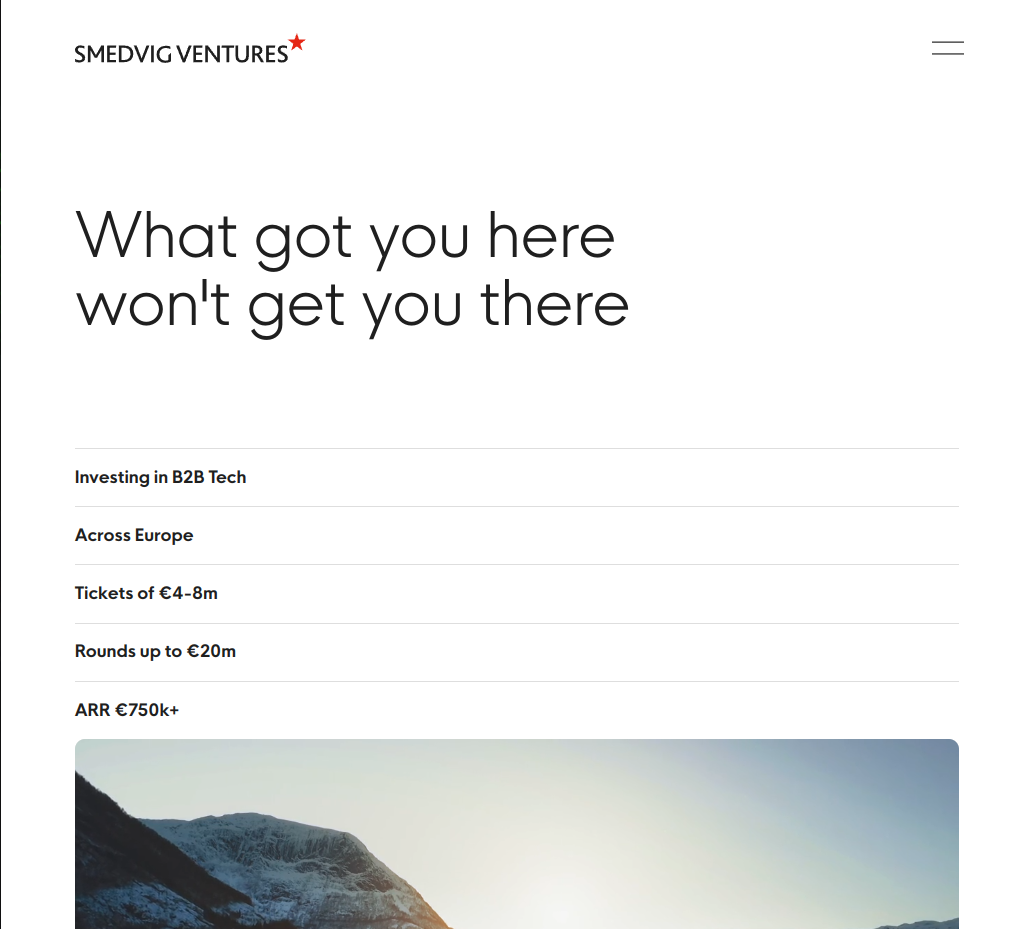 SMEDVIG VENTURES
What got you here
won't get you there
Investing in B2B Tech
Across Europe
Tickets of €4-8m
Rounds up to €20m
ARR €750k+